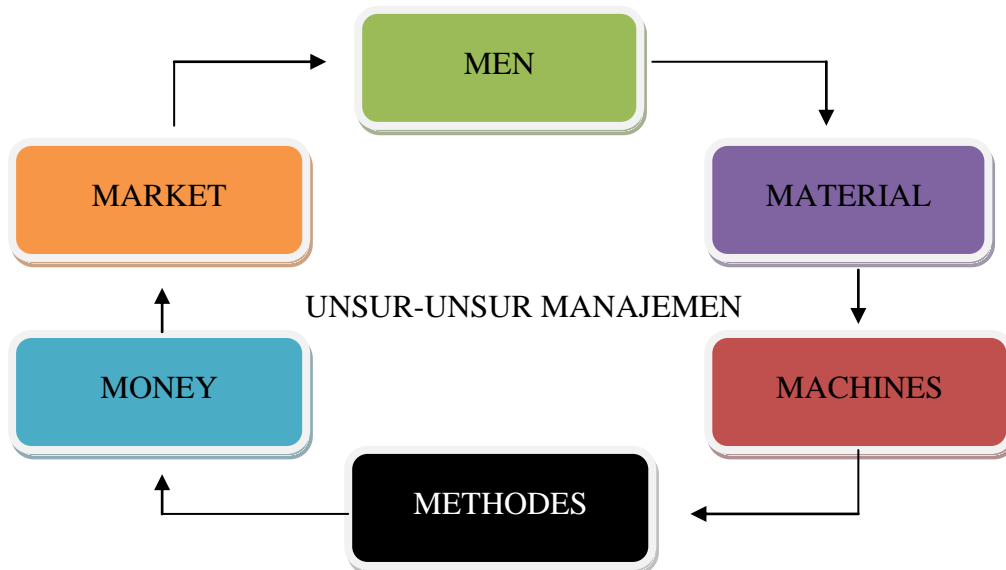 MEN
MARKET
MATERIAL
UNSUR-UNSUR MANAJEMEN
MONEY
MACHINES
METHODES